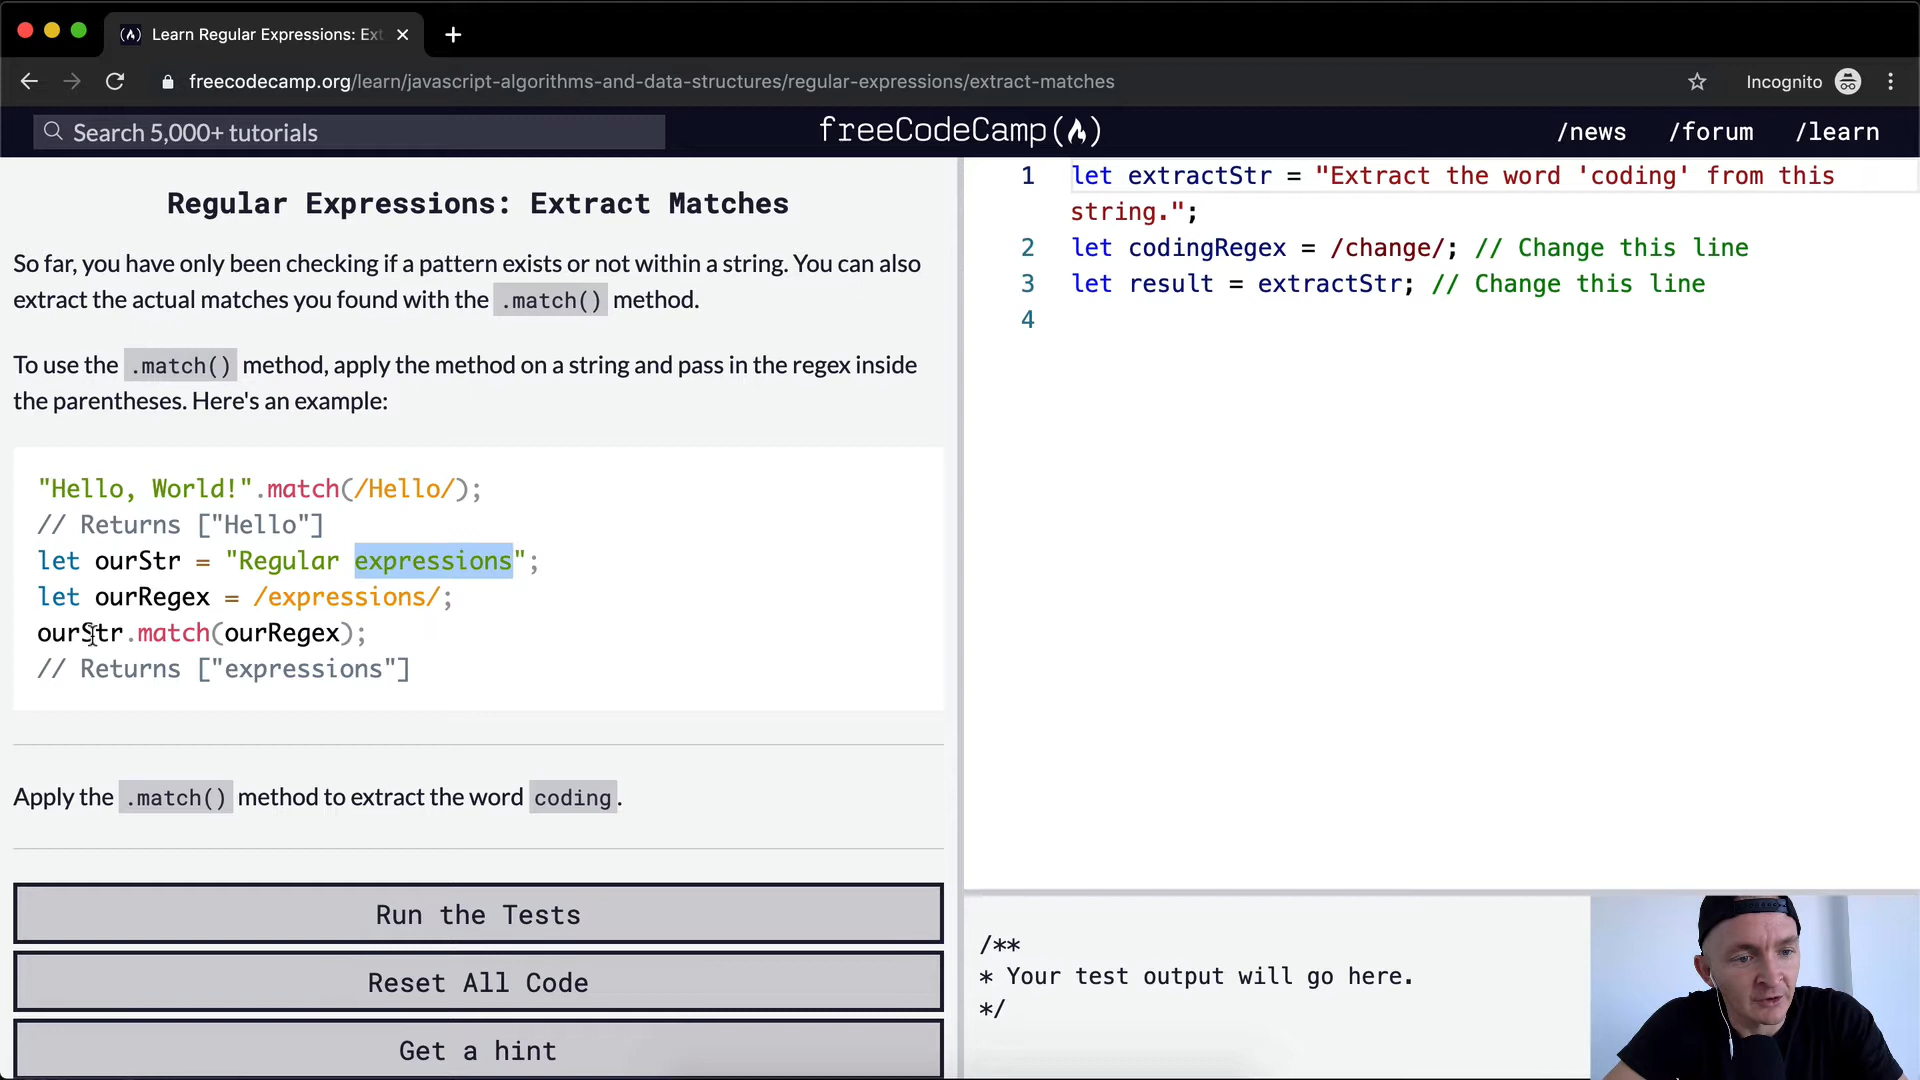 Learn Regular Expressions: Ext
freecodecamp.org/learn/javascript-algorithms-and-data-structures/regular-expressions/extract-matches
Incognito
Search 5,000+ tutorials
freeCodeCamp
/news
/forum
/learn
Regular Expressions: Extract Matches
So far, you have only been checking if a pattern exists or not within a string. You can also
extract the actual matches you found with the .match() method.
To use the .match() method, apply the method on a string and pass in the regex inside
the parentheses. Here's an example:
"Hello, World!".match(/Hello/);
// Returns ["Hello"]
let ourStr = "Regular expressions";
let ourRegex = /expressions/;
ourStr.match(ourRegex);
// Returns ["expressions"]
Apply the .match() method to extract the word coding.
Run the Tests
Reset All Code
Get a hint
1 let extractStr = "Extract the word 'coding' from this
string.";
2 let codingRegex = /change/; // Change this line
3 let result = extractStr; // Change this line
4
/**
* Your test output will go here.
*/